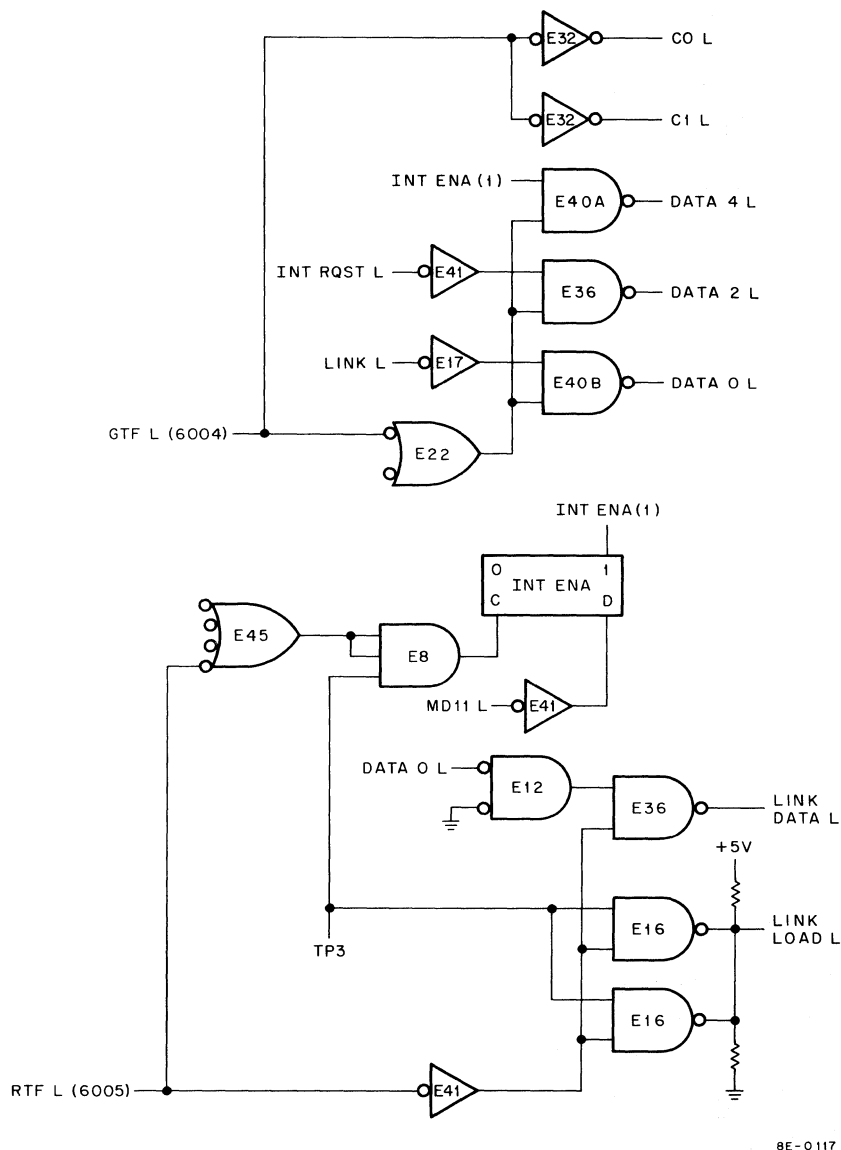 E32
C0 L
E32
C1 L
INT ENA (1)
E40A
DATA 4 L
INT RQST L
E41
E36
DATA 2 L
LINK L
E17
E40B
DATA 0 L
GTF L (6004)
E22
INT ENA (1)
0
1
INT ENA
C
D
E45
E8
MD11 L
E41
DATA 0 L
E12
E36
LINK
DATA L
+5V
E16
LINK
LOAD L
TP3
E16
RTF L (6005)
E41
8E-0117